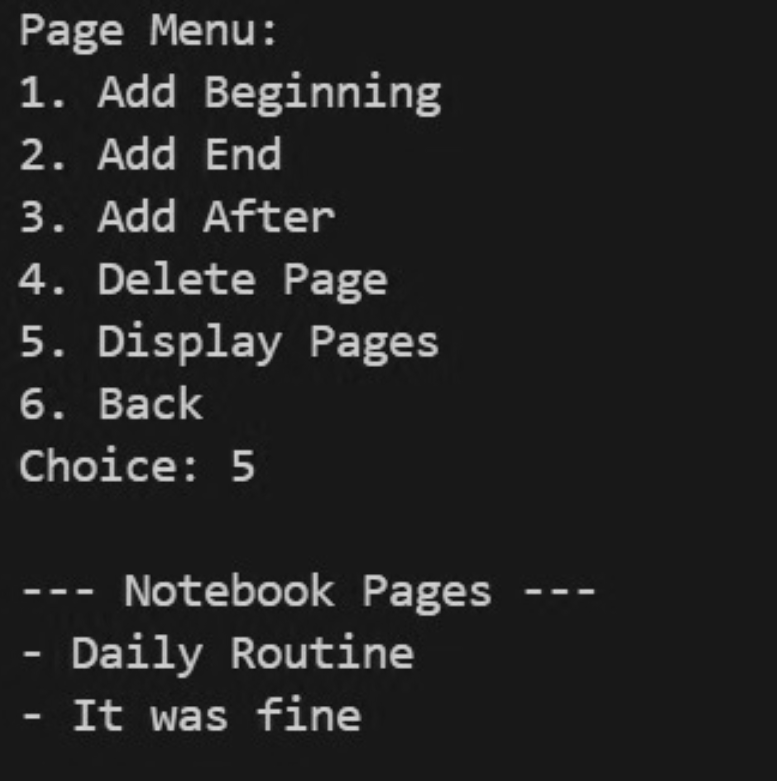 Page Menu:
1. Add Beginning
2. Add End
3. Add After
4. Delete Page
5. Display Pages
6. Back
Choice: 5
--- Notebook Pages ---
- Daily Routine
- It was fine